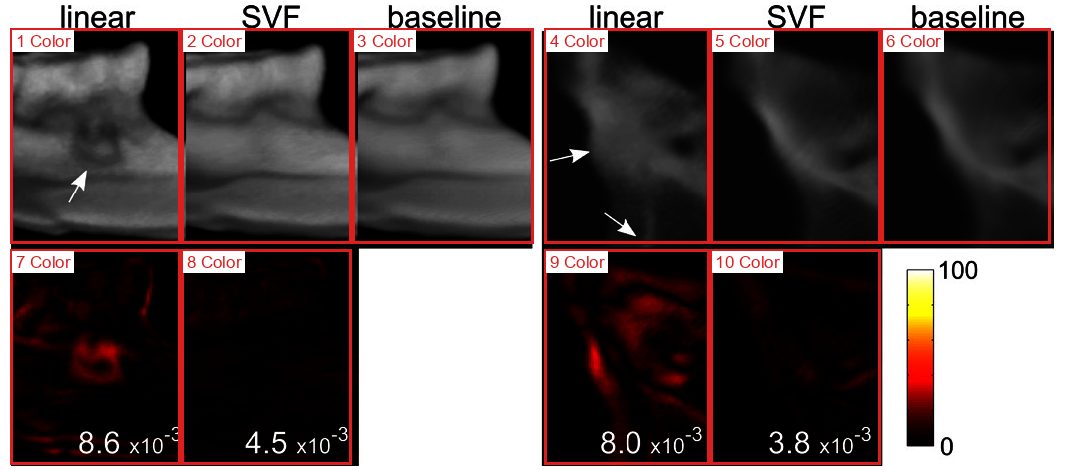 linear SVF baseline linear SVF baseline
1 Color 2 Color 3 Color 4 Color 5 Color 6 Color
7 Color 8 Color 9 Color 10 Color
100
8.6 x10-3 4.5 x10-3 8.0 x10-3 3.8 x10-3 0